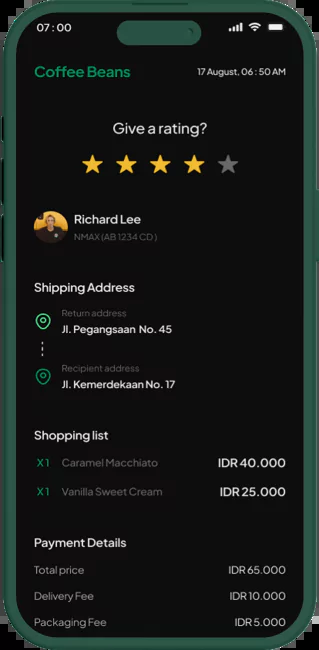 07:00
Coffee Beans
17 August, 06:50 AM
Give a rating?
Richard Lee
NMAX (AB 1234 CD)
Shipping Address
Return address
Jl. Pegangsaan No. 45
Recipient address
Jl. Kemerdekaan No. 17
Shopping list
X1 Caramel Macchiato IDR 40.000
X1 Vanilla Sweet Cream IDR 25.000
Payment Details
Total price IDR 65.000
Delivery Fee IDR 10.000
Packaging Fee IDR 5.000